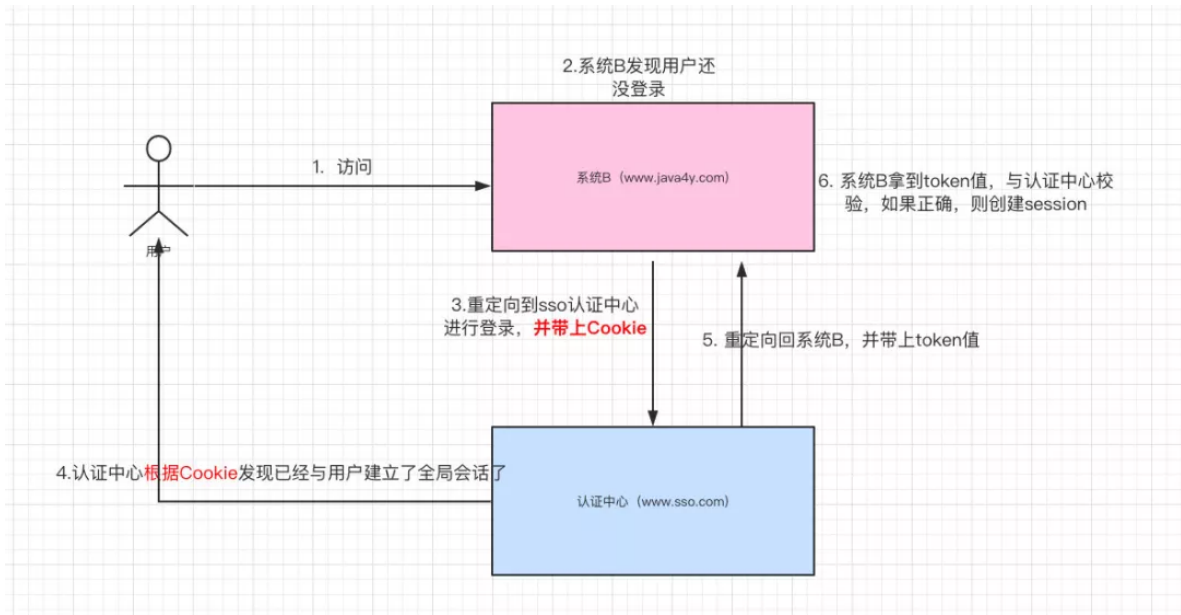 2.系统B发现用户还
没登录
1. 访问
系统B（www.java4y.com）
6. 系统B拿到token值，与认证中心校
验，如果正确，则创建session
用户
3.重定向到sso认证中心
进行登录，并带上Cookie
5. 重定向回系统B，并带上token值
4.认证中心根据Cookie发现已经与用户建立了全局会话了
认证中心（www.sso.com）